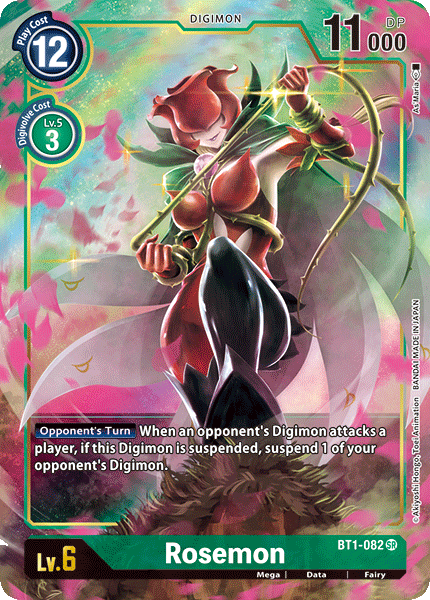 DIGIMON
Play Cost
12
11000
DP
Digivolve Cost
Lv.5
3
As'Maria
Opponent's Turn When an opponent's Digimon attacks a
player, if this Digimon is suspended, suspend 1 of your
opponent's Digimon.
©Akiyoshi Hongo, Toei Animation BANDAI MADE IN JAPAN
BT1-082 SR
Lv.6
Rosemon
Mega | Data | Fairy